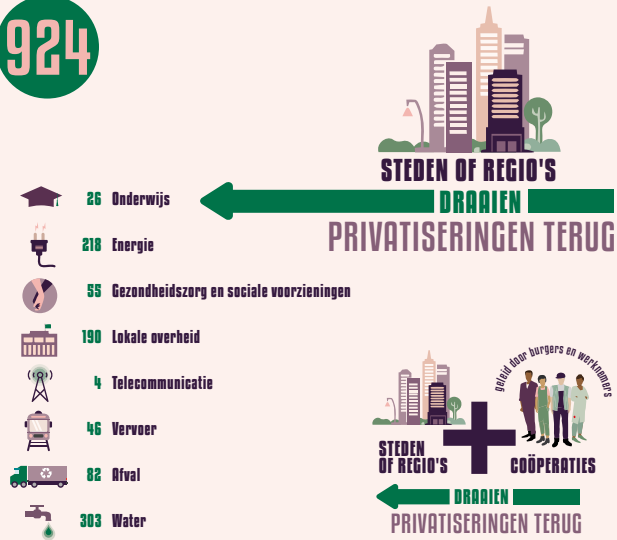 924
STEDEN OF REGIO'S
DRAAIEN
PRIVATISERINGEN TERUG
26 Onderwijs
218 Energie
55 Gezondheidszorg en sociale voorzieningen
190 Lokale overheid
4 Telecommunicatie
46 Vervoer
82 Afval
303 Water
geleid door burgers en werknemers
STEDEN
OF REGIO'S
COÖPERATIES
DRAAIEN
PRIVATISERINGEN TERUG